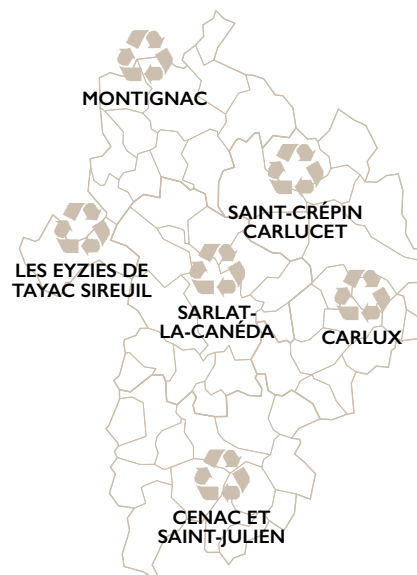 MONTIGNAC
SAINT-CRÉPIN
CARLUCET
LES EYZIES DE
TAYAC SIREUIL
SARLAT-
LA-CANÉDA
CARLUX
CENAC ET
SAINT-JULIEN